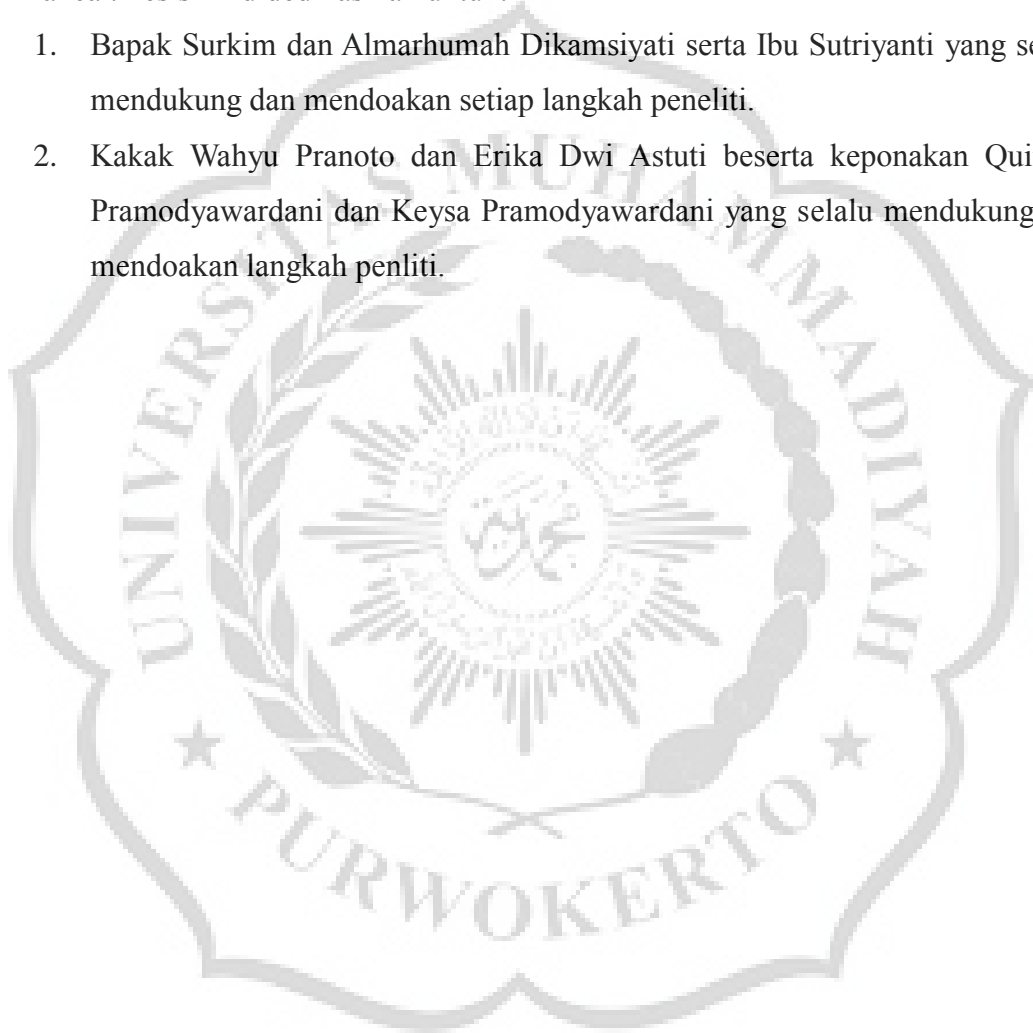 1. Bapak Surkim dan Almarhumah Dikamsiyati serta Ibu Sutriyanti yang se
mendukung dan mendoakan setiap langkah peneliti.
2. Kakak Wahyu Pranoto dan Erika Dwi Astuti beserta keponakan Qui
Pramodyawardani dan Keysa Pramodyawardani yang selalu mendukung
mendoakan langkah penliti.
UNIVERSITAS MUHAMMADIYAH
PURWOKERTO